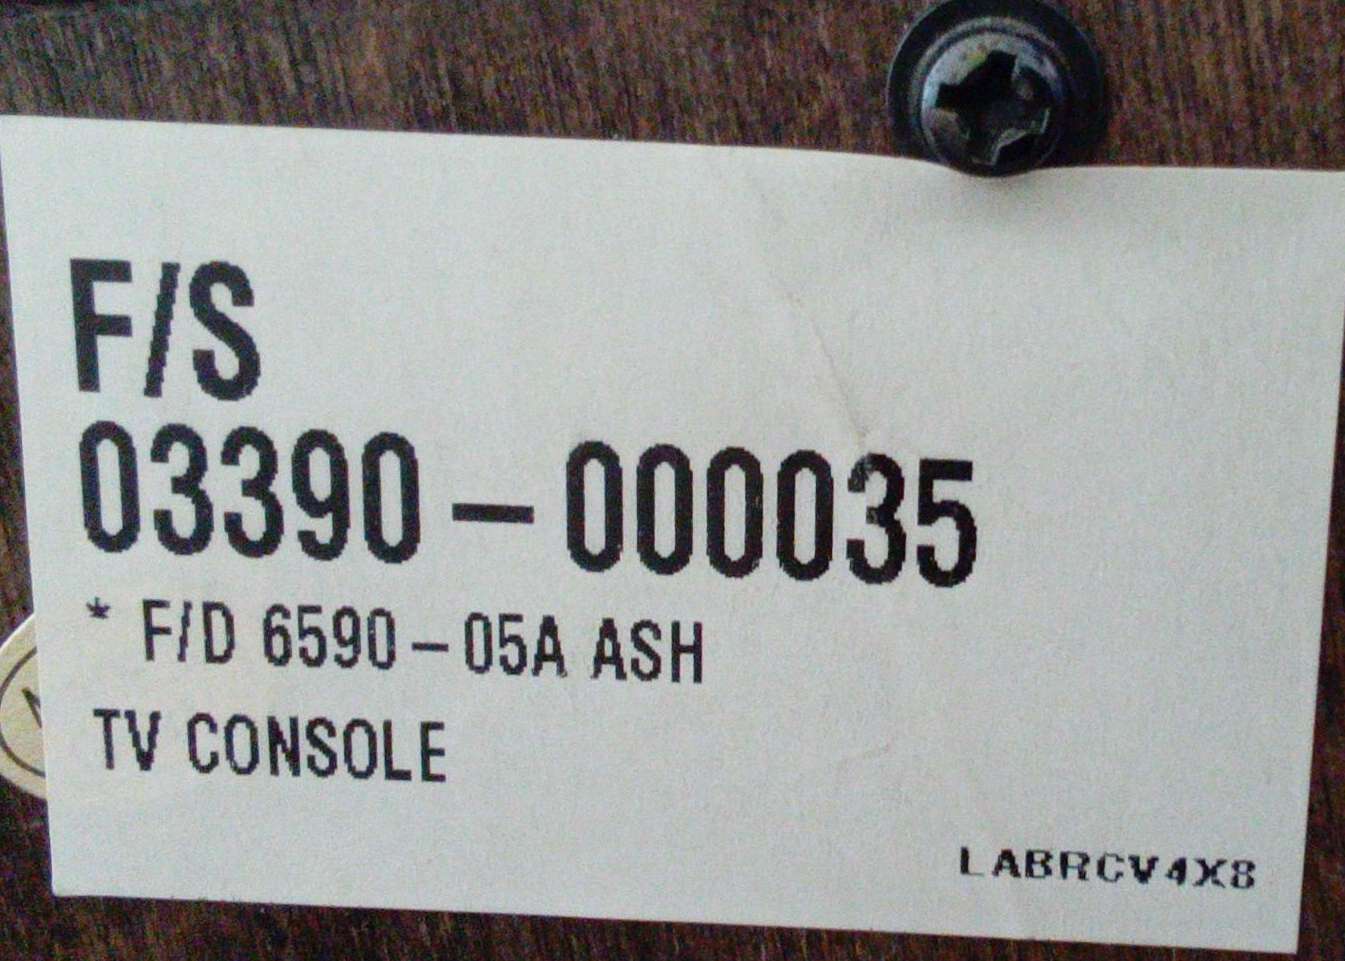 F/S
03390-000035
* F/D 6590-05A ASH
TV CONSOLE
LABRCV4X8